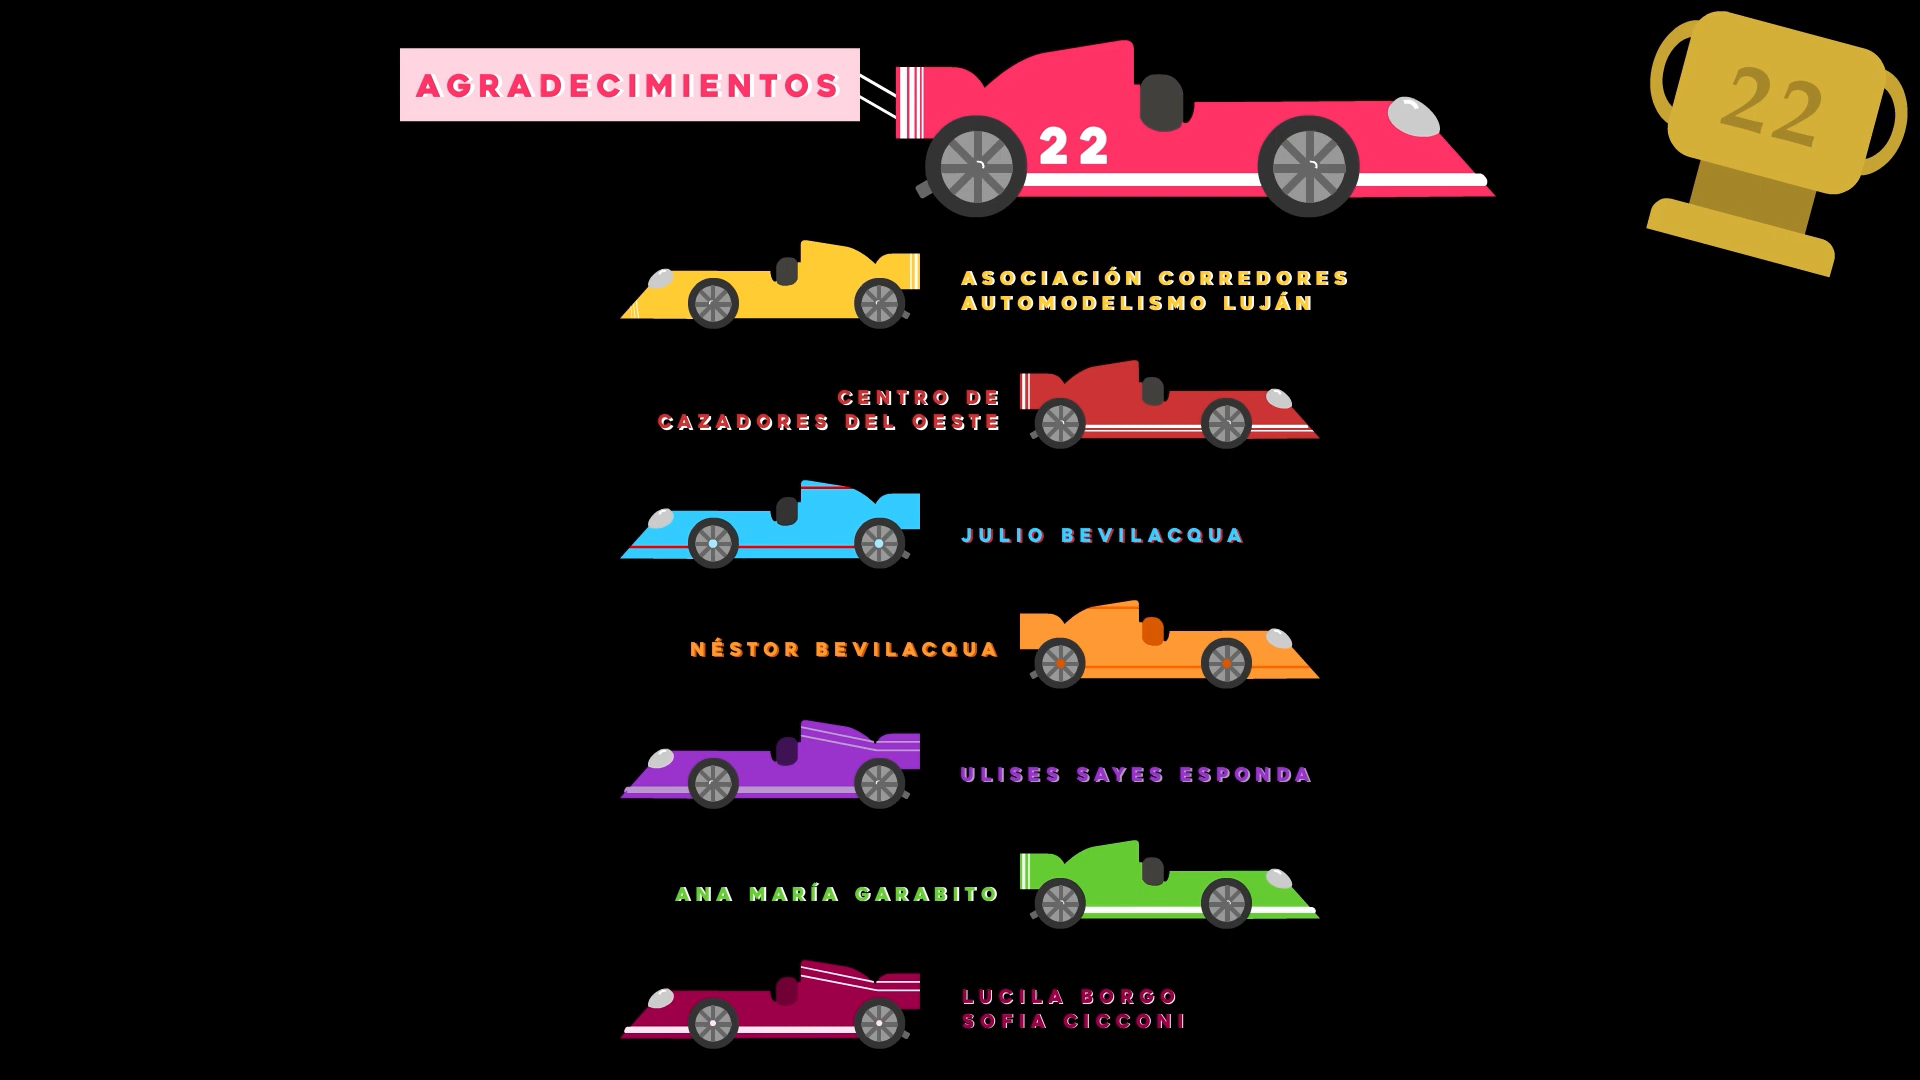 AGRADECIMIENTOS
22
22
ASOCIACIÓN CORREDORES
AUTOMODELISMO LUJÁN
CENTRO DE
CAZADORES DEL OESTE
JULIO BEVILACQUA
NÉSTOR BEVILACQUA
ULISES SAYES ESPONDA
ANA MARÍA GARABITO
LUCILA BORGO
SOFIA CICCONI